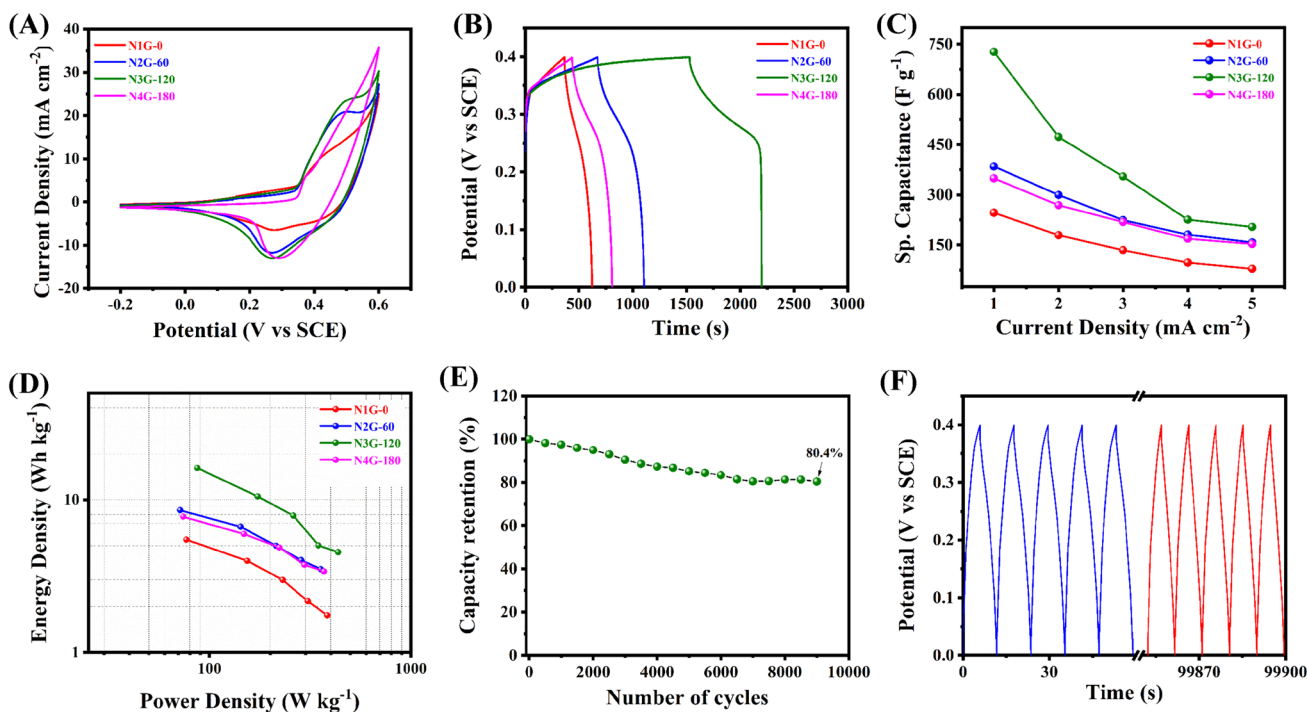 (A)
N1G-0
N2G-60
N3G-120
N4G-180
Current Density (mA cm⁻²)
40
35
30
25
20
15
10
5
0
-10
-20
-0.2 0.0 0.2 0.4 0.6
Potential (V vs SCE)
(B)
N1G-0
N2G-60
N3G-120
N4G-180
Potential (V vs SCE)
0.5
0.4
0.3
0.2
0.1
0.0
0 500 1000 1500 2000 2500 3000
Time (s)
(C)
N1G-0
N2G-60
N3G-120
N4G-180
Sp. Capacitance (F g⁻¹)
750
600
450
300
150
1 2 3 4 5
Current Density (mA cm⁻²)
(D)
N1G-0
N2G-60
N3G-120
N4G-180
Energy Density (Wh kg⁻¹)
10
1
100 1000
Power Density (W kg⁻¹)
(E)
Capacity retention (%)
120
100
80
60
40
20
0
80.4%
0 2000 4000 6000 8000 10000
Number of cycles
(F)
Potential (V vs SCE)
0.4
0.3
0.2
0.1
0.0
0 30 99870 99900
Time (s)